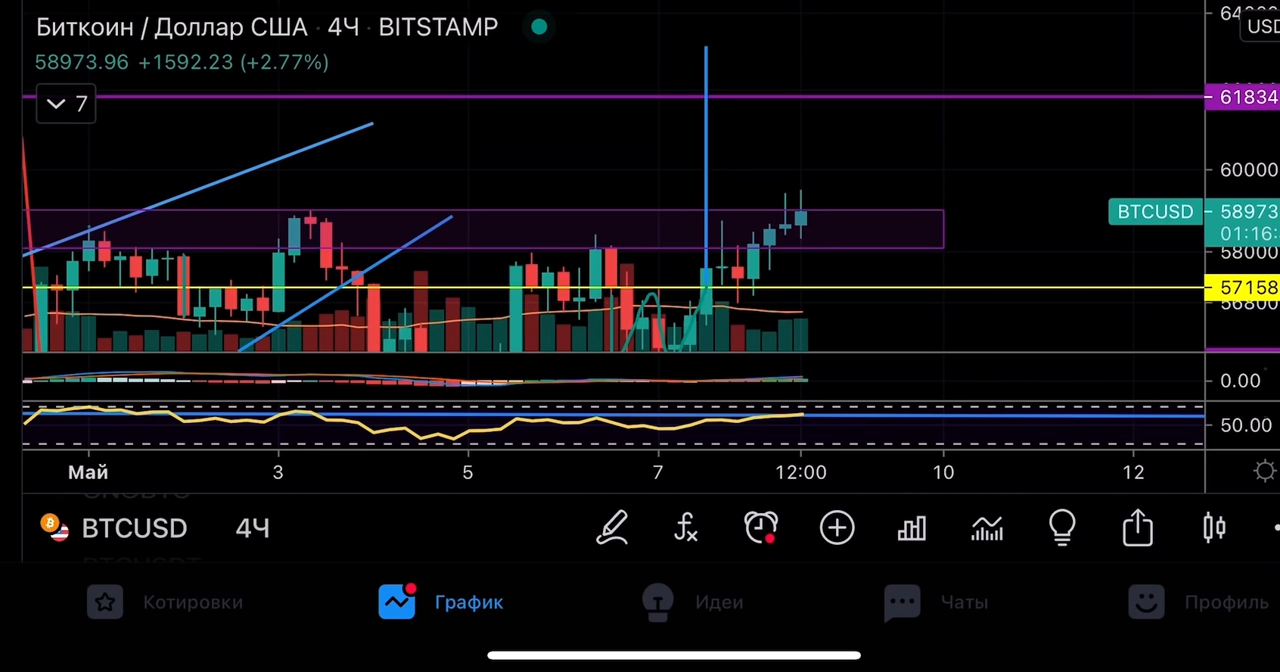 Биткоин / Доллар США · 4Ч · BITSTAMP
58973.96 +1592.23 (+2.77%)
7
USD
61834
60000
BTCUSD 58973
01:16:
58000
57158
56800
0.00
50.00
Май 3 5 7 12:00 10 12
BTCUSD 4Ч
Котировки График Идеи Чаты Профиль